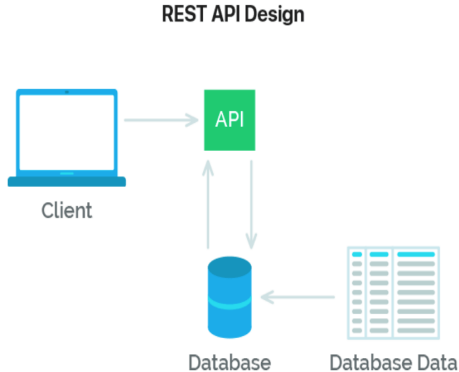 REST API Design
API
Client
Database
Database Data